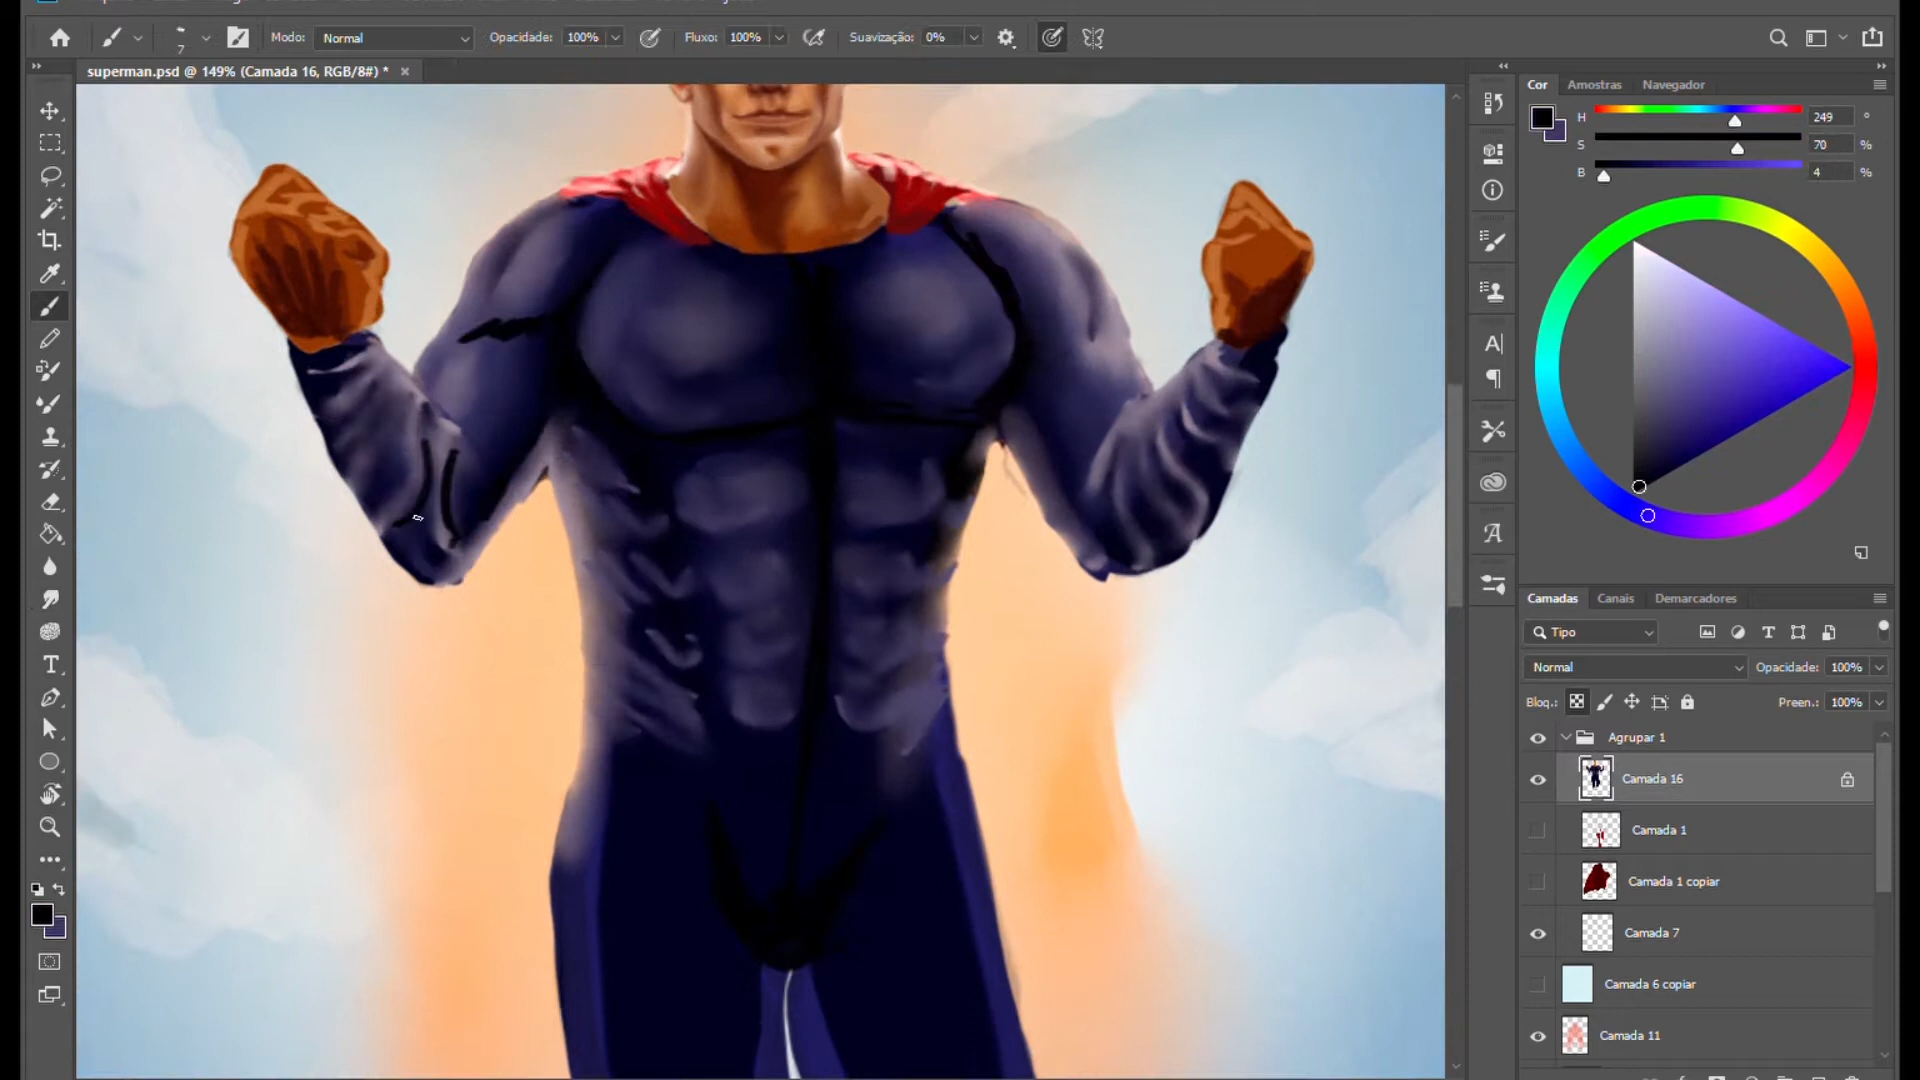 7
Modo: Normal
Opacidade: 100%
Fluxo: 100%
Suavização: 0%
superman.psd @ 149% (Camada 16, RGB/8#) *
Cor
Amostras
Navegador
H 249 °
S 70 %
B 4 %
Camadas
Canais
Demarcadores
Tipo
Normal
Opacidade: 100%
Bloq.:
Preen.: 100%
Agrupar 1
Camada 16
Camada 1
Camada 1 copiar
Camada 7
Camada 6 copiar
Camada 11